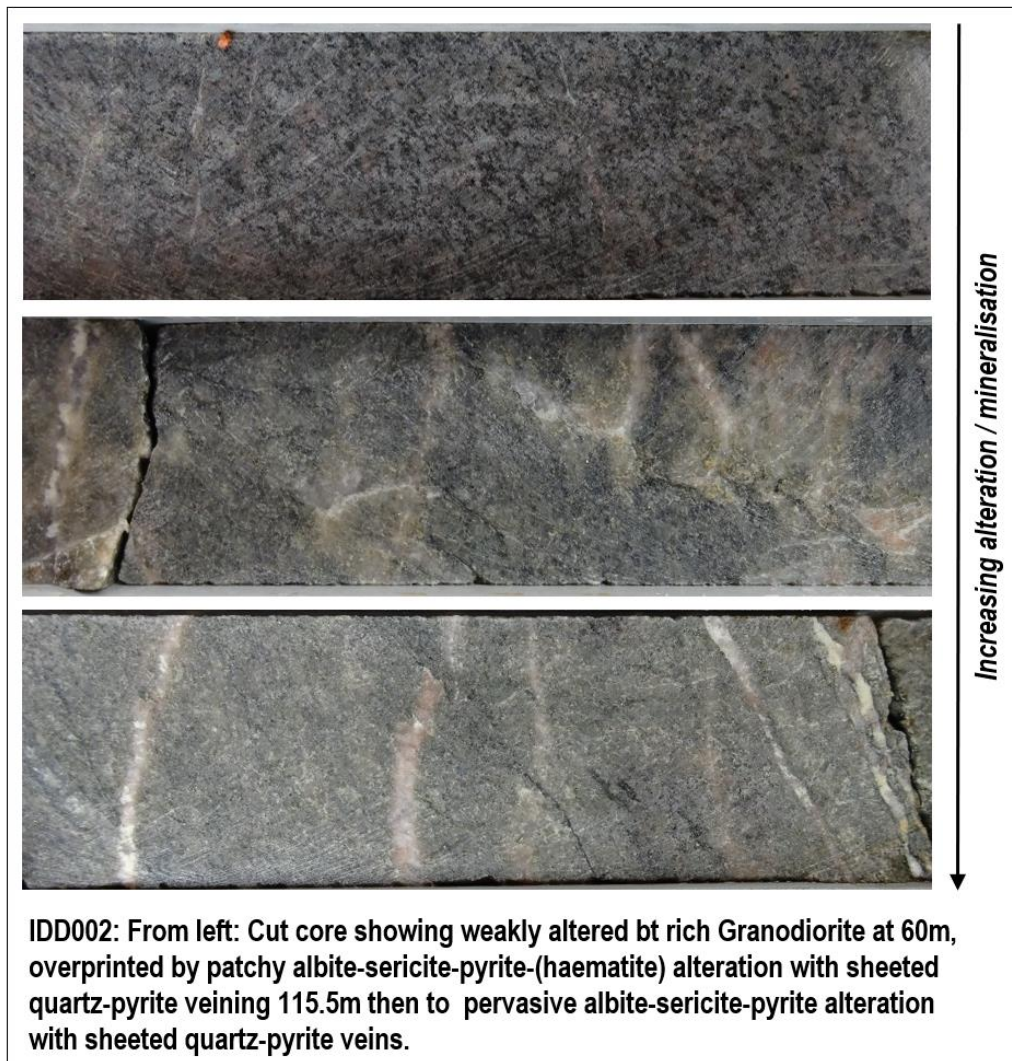 Increasing alteration / mineralisation
IDD002: From left: Cut core showing weakly altered bt rich Granodiorite at 60m,
overprinted by patchy albite-sericite-pyrite-(haematite) alteration with sheeted
quartz-pyrite veining 115.5m then to pervasive albite-sericite-pyrite alteration
with sheeted quartz-pyrite veins.